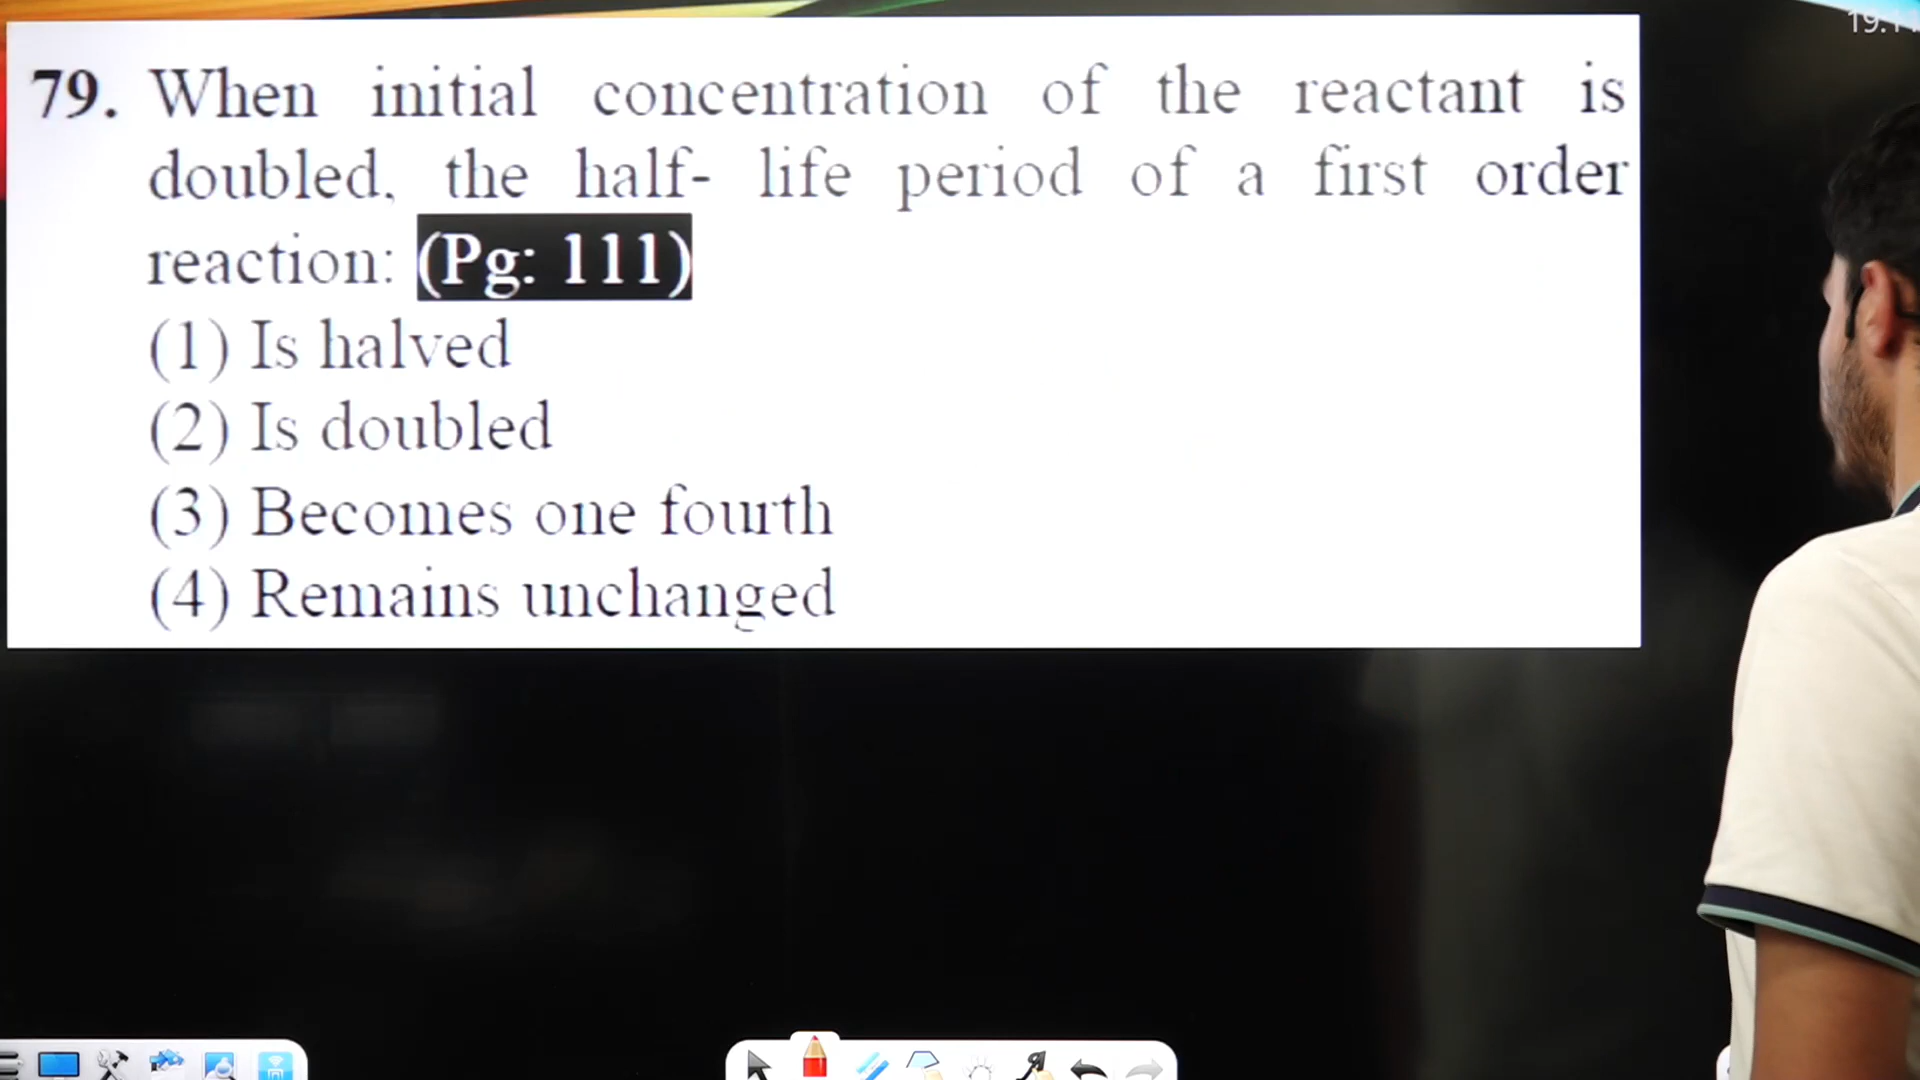 79. When initial concentration of the reactant is
doubled, the half- life period of a first order
reaction: (Pg: 111)
(1) Is halved
(2) Is doubled
(3) Becomes one fourth
(4) Remains unchanged